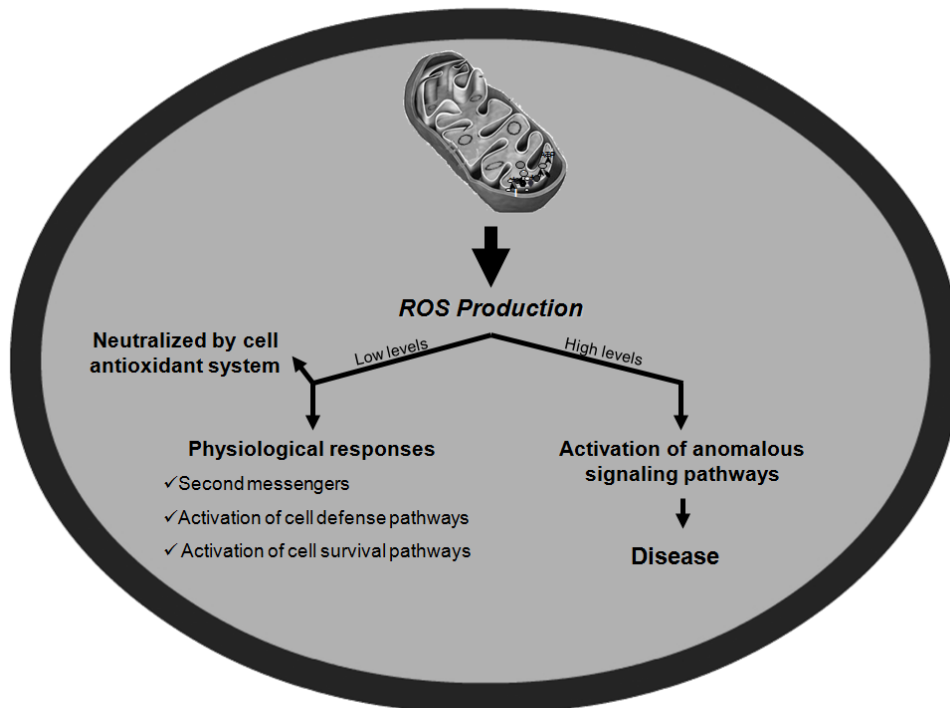 ROS Production
Low levels
High levels
Neutralized by cell
antioxidant system
Physiological responses
✓Second messengers
✓Activation of cell defense pathways
✓ Activation of cell survival pathways
Activation of anomalous
signaling pathways
Disease